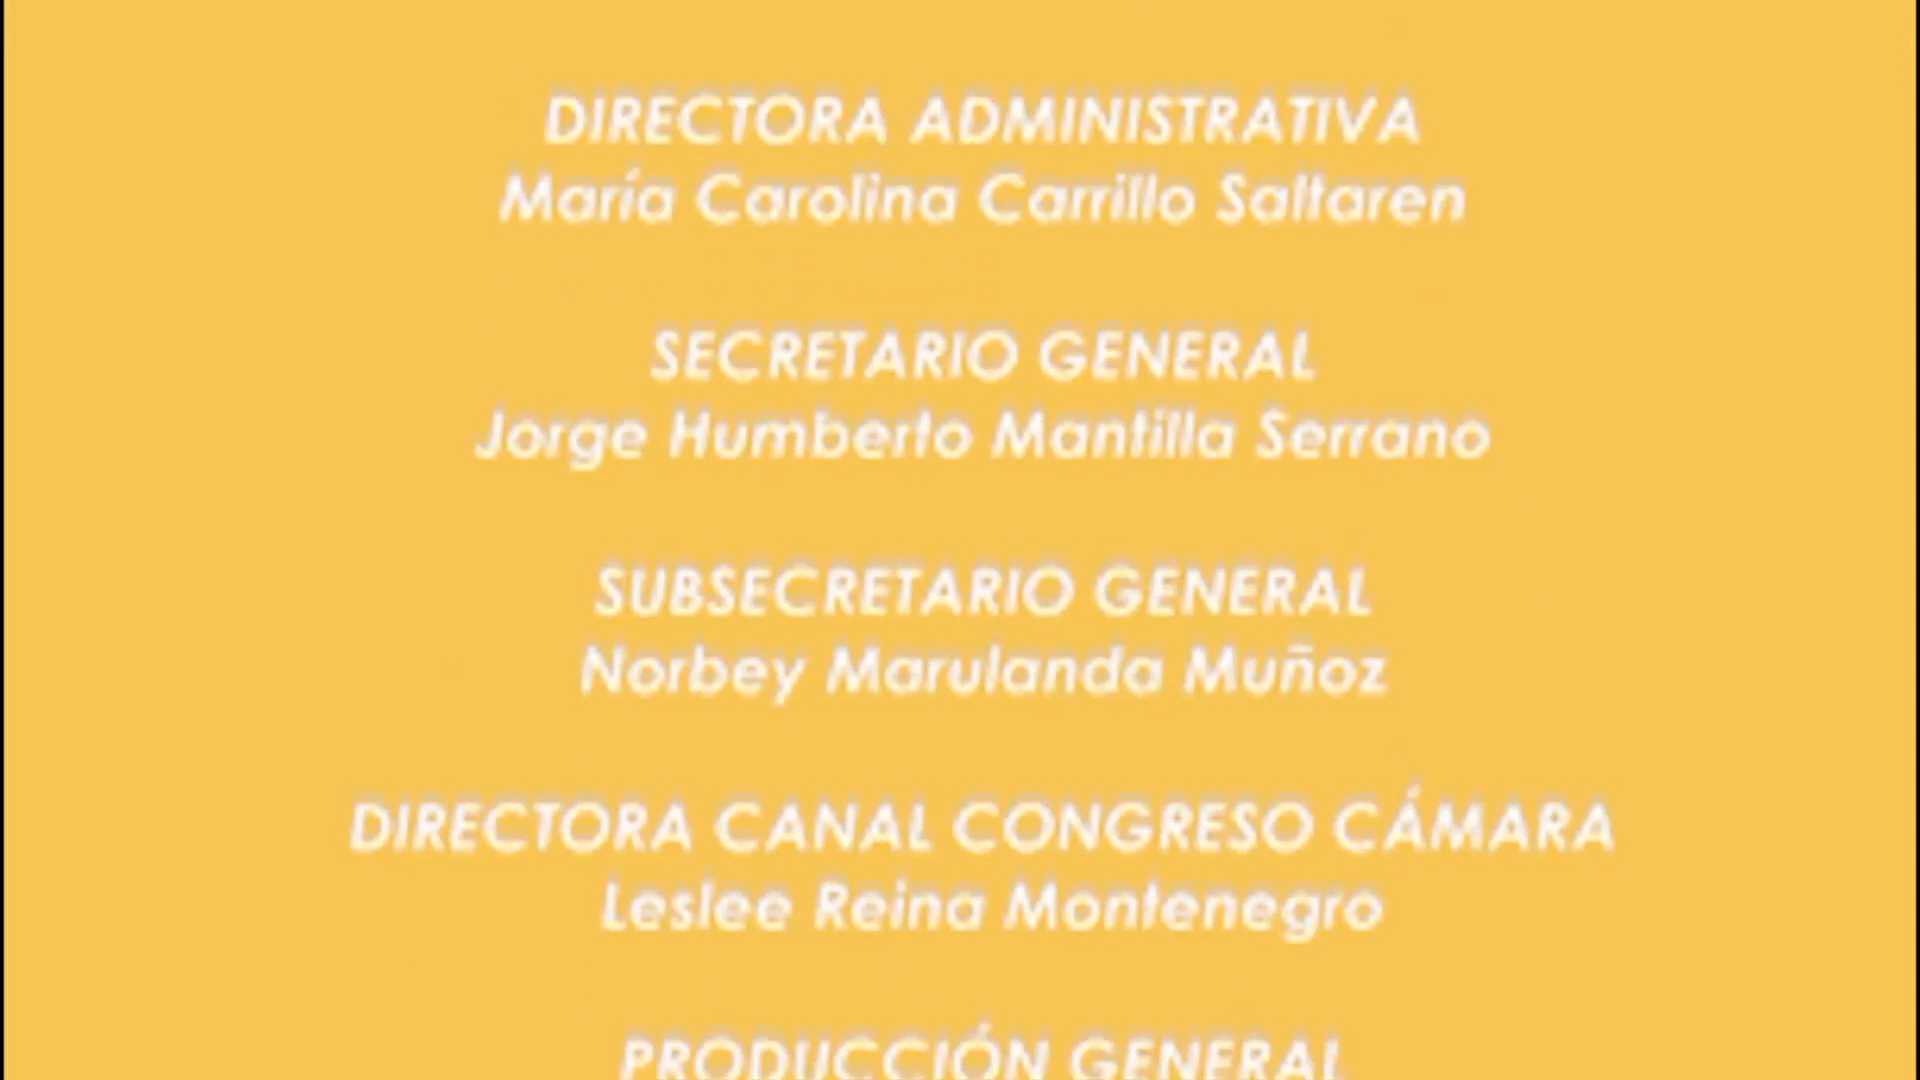 DIRECTORA ADMINISTRATIVA
María Carolina Carrillo Saltaren
SECRETARIO GENERAL
Jorge Humberto Mantilla Serrano
SUBSECRETARIO GENERAL
Norbey Marulanda Muñoz
DIRECTORA CANAL CONGRESO CÁMARA
Leslee Reina Montenegro
PRODUCCIÓN GENERAL